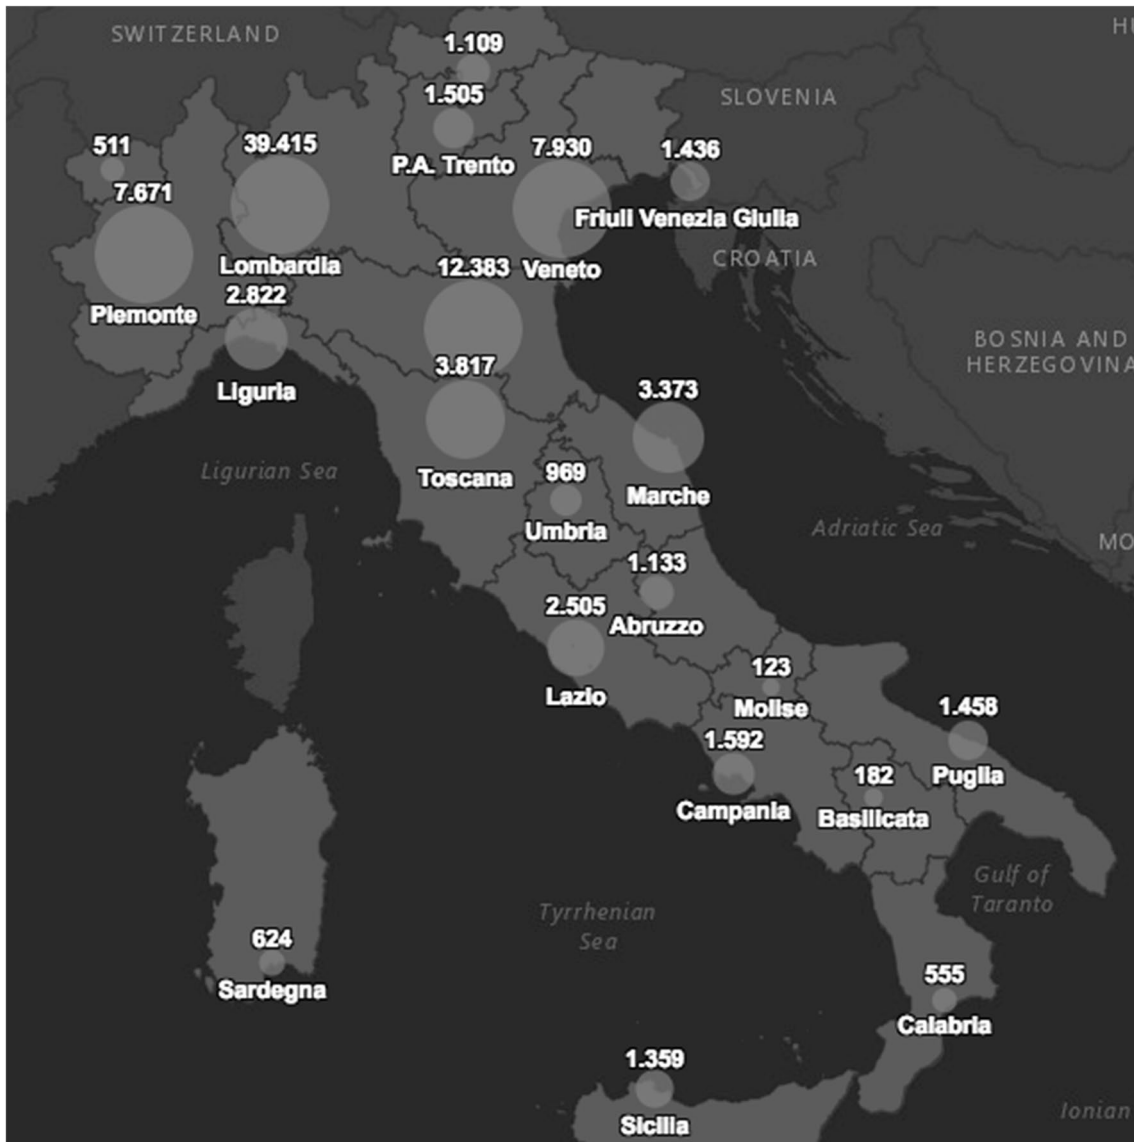 SWITZERLAND
HU
1.109
1.505
P.A. Trento
SLOVENIA
511
39.415
7.930
1.436
7.671
Friuli Venezia Giulia
Lombardia
12.383
Veneto
CROATIA
Piemonte
2.822
BOSNIA AND
HERZEGOVINA
3.817
Liguria
3.373
Ligurian Sea
Toscana
969
Marche
Umbria
Adriatic Sea
MO
1.133
2.505
Abruzzo
Lazio
123
Molise
1.458
1.592
Puglia
182
Campania
Basilicata
Gulf of
Taranto
Tyrrhenian
Sea
624
Sardegna
555
Calabria
1.359
Sicilia
Ionian